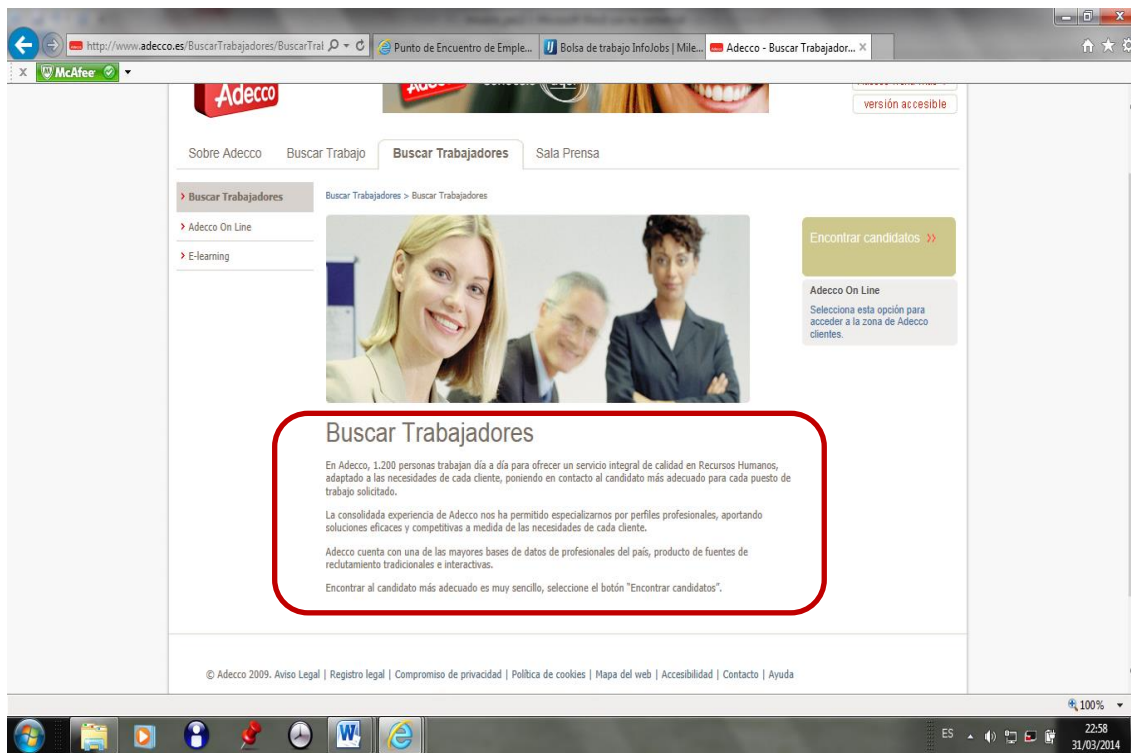 http://www.adecco.es/BuscarTrabajadores/BuscarTral
Punto de Encuentro de Emple...
Bolsa de trabajo InfoJobs | Mile...
Adecco - Buscar Trabajador...
X McAfee
Adecco
versión accesible
Sobre Adecco Buscar Trabajo Buscar Trabajadores Sala Prensa
Buscar Trabajadores
Adecco On Line
E-learning
Buscar Trabajadores > Buscar Trabajadores
Encontrar candidatos
Adecco On Line
Selecciona esta opción para
acceder a la zona de Adecco
clientes.
Buscar Trabajadores
En Adecco, 1.200 personas trabajan día a día para ofrecer un servicio integral de calidad en Recursos Humanos,
adaptado a las necesidades de cada cliente, poniendo en contacto al candidato más adecuado para cada puesto de
trabajo solicitado.
La consolidada experiencia de Adecco nos ha permitido especializarnos por perfiles profesionales, aportando
soluciones eficaces y competitivas a medida de las necesidades de cada cliente.
Adecco cuenta con una de las mayores bases de datos de profesionales del país, producto de fuentes de
reclutamiento tradicionales e interactivas.
Encontrar al candidato más adecuado es muy sencillo, seleccione el botón "Encontrar candidatos".
© Adecco 2009. Aviso Legal | Registro legal | Compromiso de privacidad | Política de cookies | Mapa del web | Accesibilidad | Contacto | Ayuda
100%
ES
22:58
31/03/2014